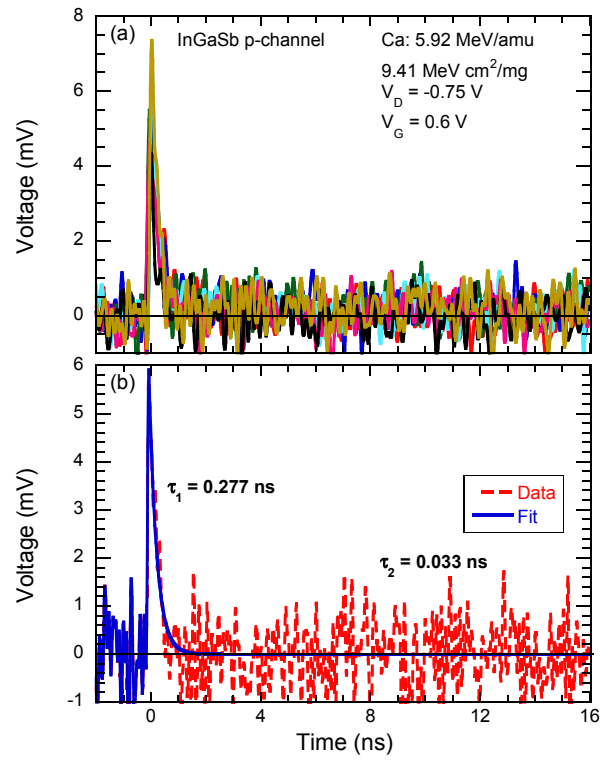 (a)
InGaSb p-channel
Ca: 5.92 MeV/amu
9.41 MeV cm²/mg
V_D = -0.75 V
V_G = 0.6 V
Voltage (mV)
8
6
4
2
0
(b)
τ₁ = 0.277 ns
τ₂ = 0.033 ns
Data
Fit
Voltage (mV)
6
5
4
3
2
1
0
-1
0
4
8
12
16
Time (ns)